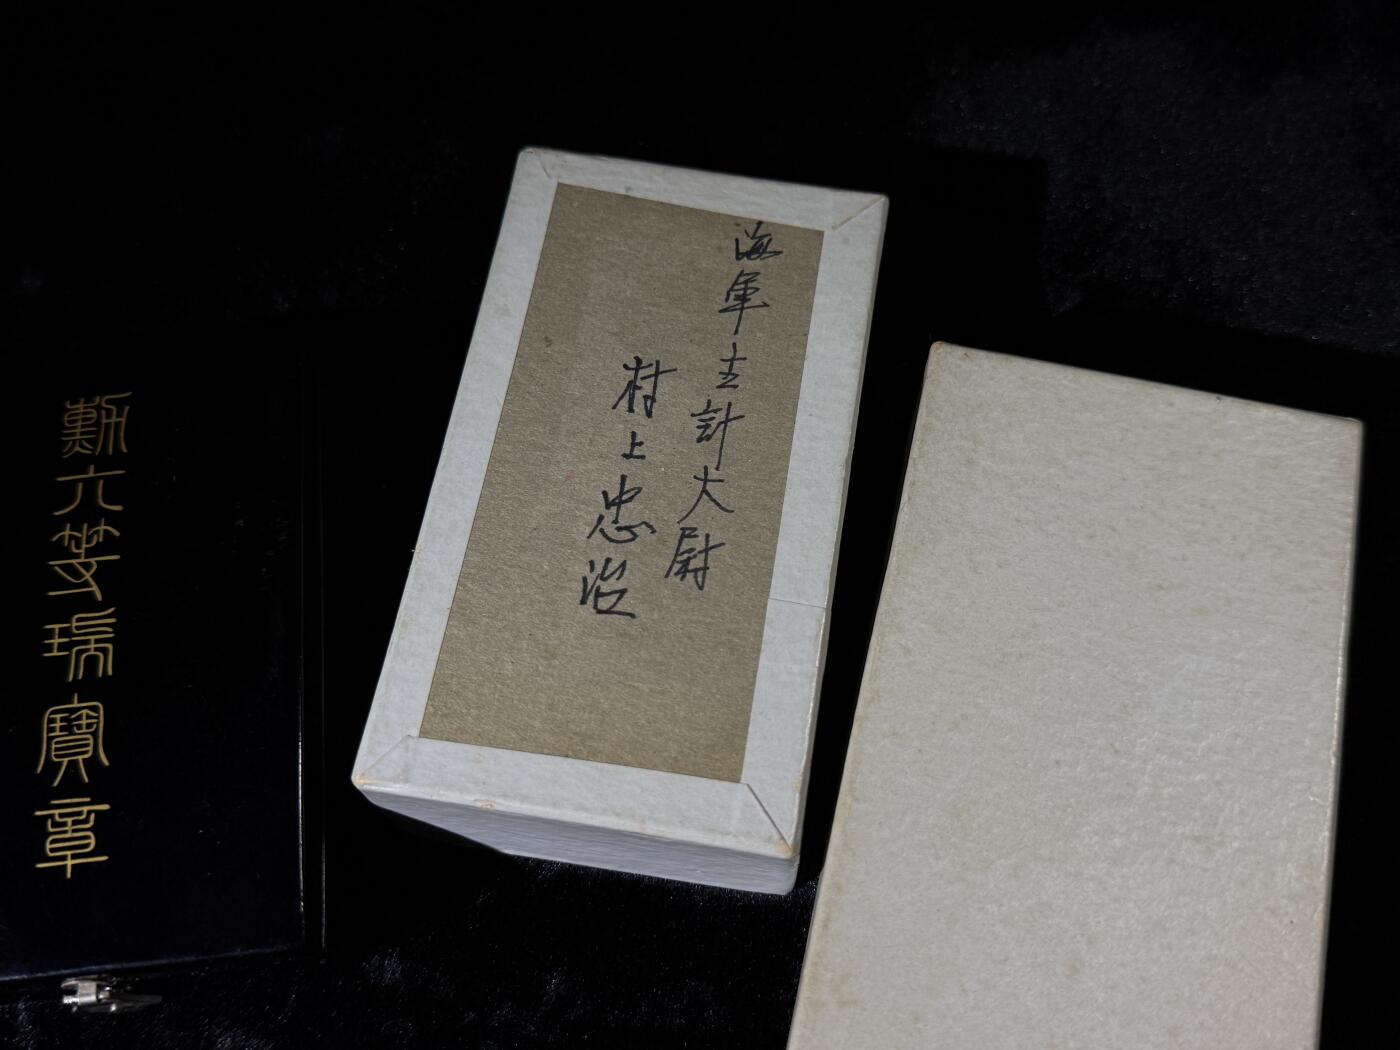 勲六等瑞寶章
海軍主計大尉
村上忠治